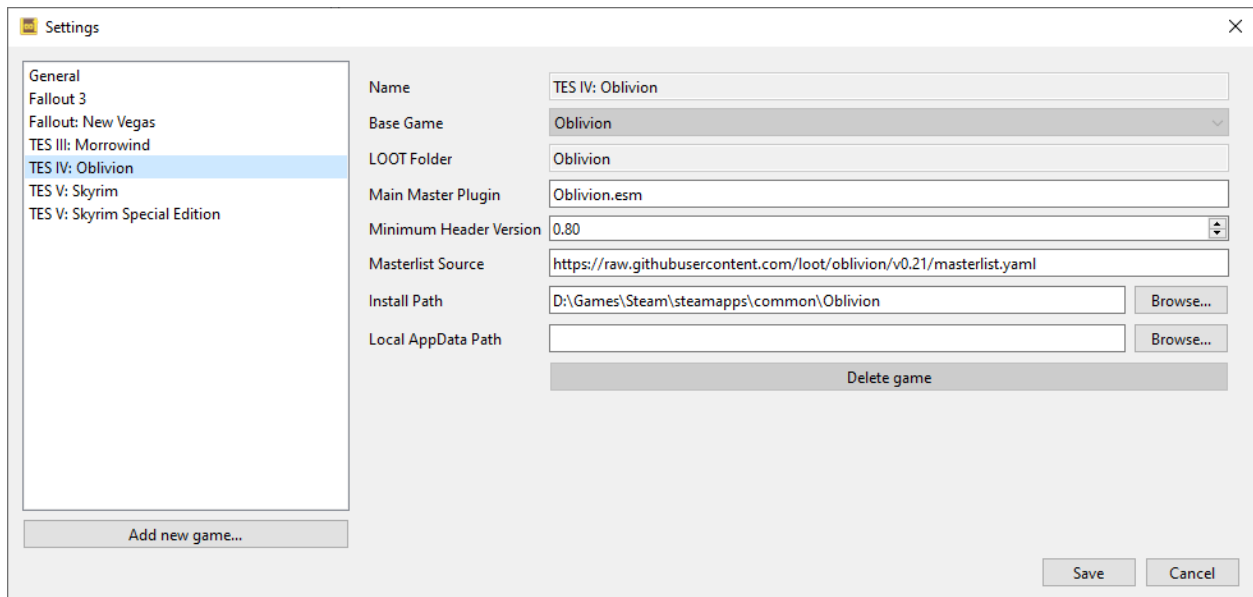 Settings
General
Fallout 3
Fallout: New Vegas
TES III: Morrowind
TES IV: Oblivion
TES V: Skyrim
TES V: Skyrim Special Edition
Add new game...
Name TES IV: Oblivion
Base Game Oblivion
LOOT Folder Oblivion
Main Master Plugin Oblivion.esm
Minimum Header Version 0.80
Masterlist Source https://raw.githubusercontent.com/loot/oblivion/v0.21/masterlist.yaml
Install Path D:\Games\Steam\steamapps\common\Oblivion Browse...
Local AppData Path Browse...
Delete game
Save Cancel